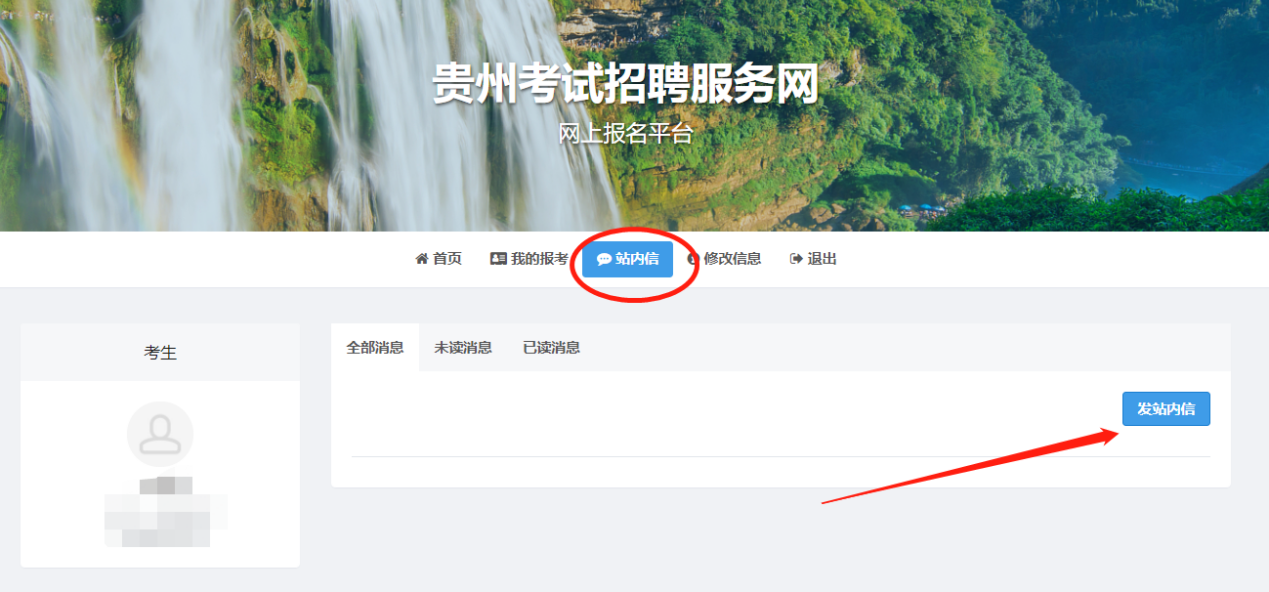 贵州考试招聘服务网
网上报名平台
首页 我的报考 站内信 修改信息 退出
考生
全部消息 未读消息 已读消息
发站内信